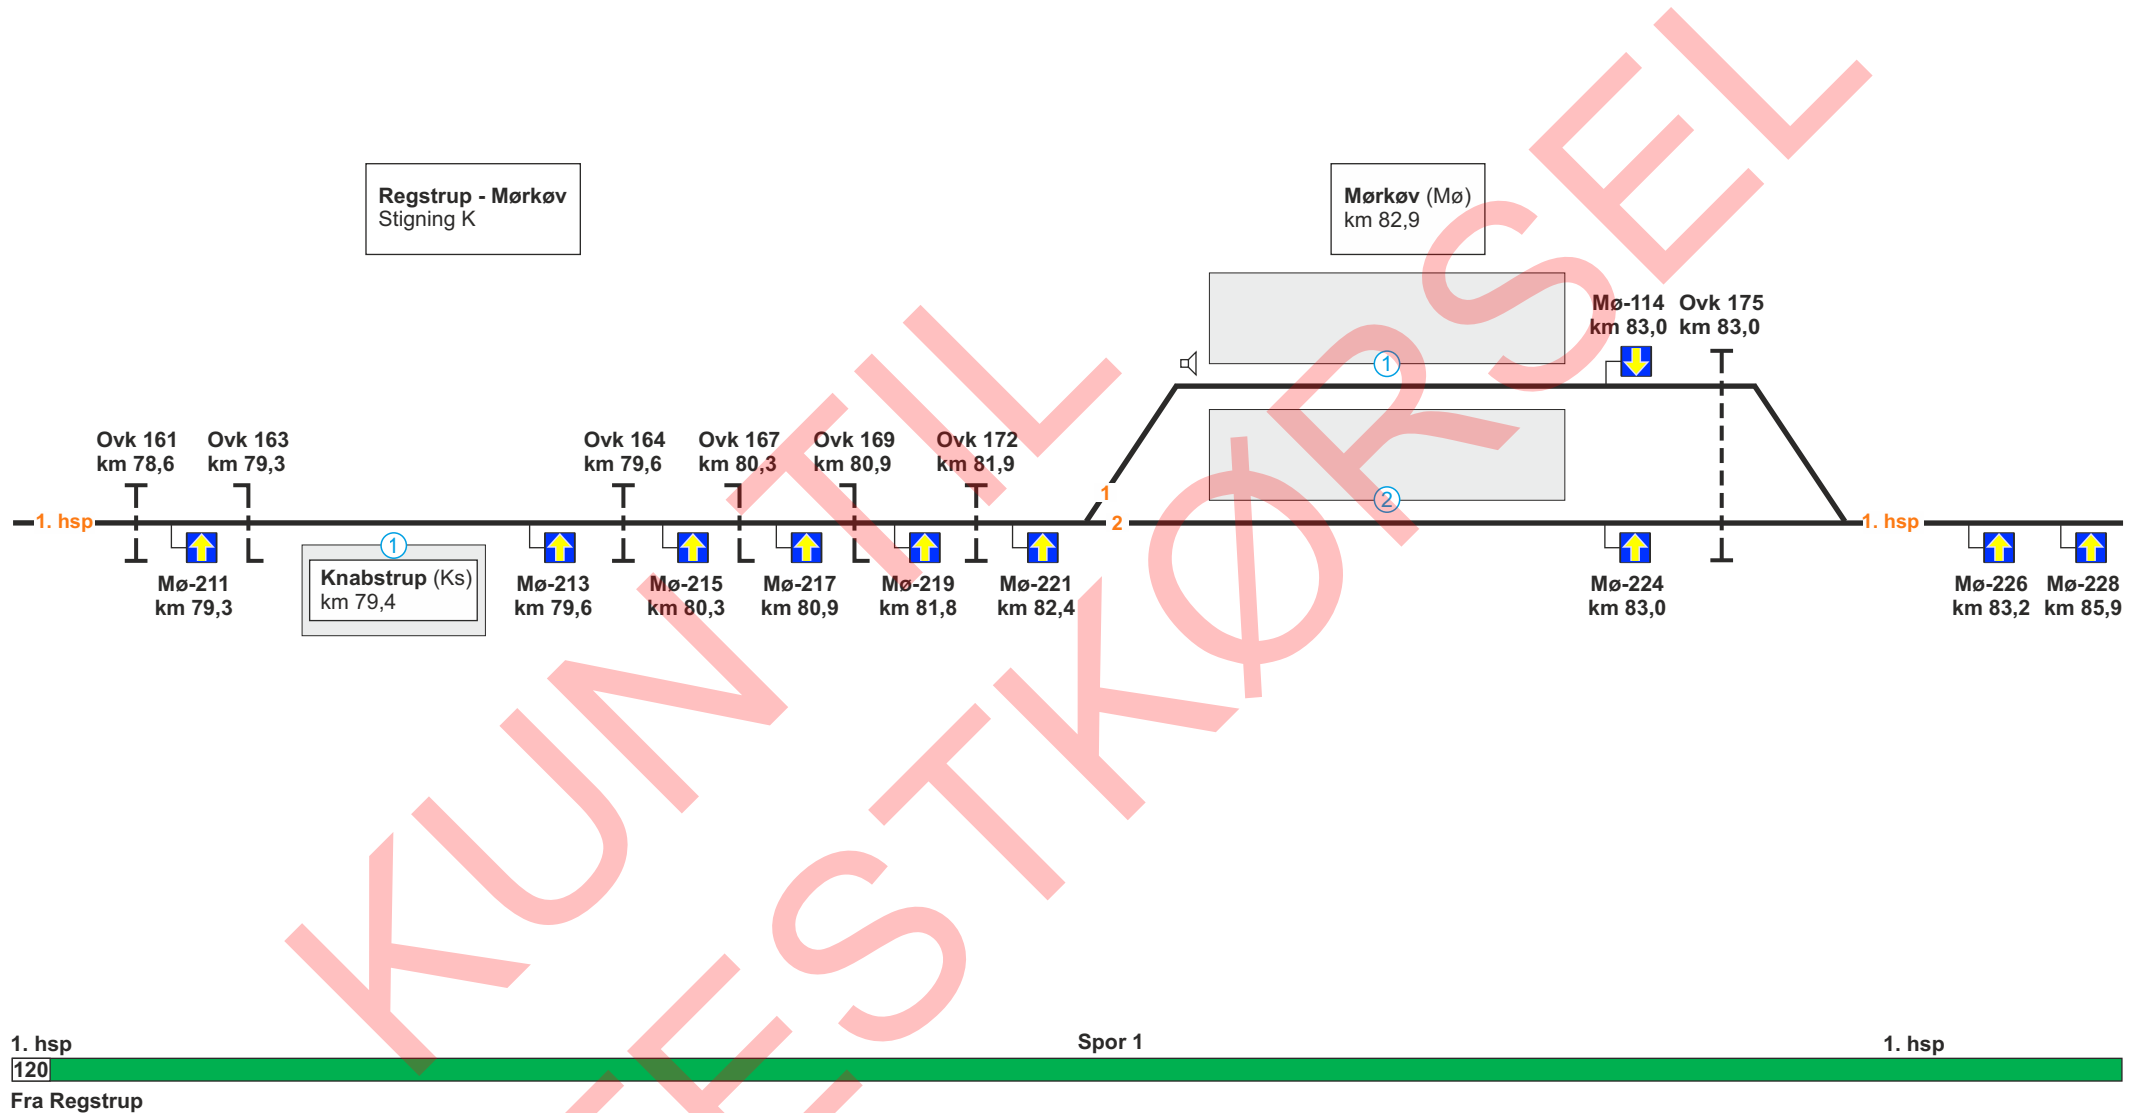 Regstrup - Mørkøv
Stigning K
Mørkøv (Mø)
km 82,9
Mø-114
km 83,0
Ovk 175
km 83,0
1
2
Ovk 161
km 78,6
Ovk 163
km 79,3
Ovk 164
km 79,6
Ovk 167
km 80,3
Ovk 169
km 80,9
Ovk 172
km 81,9
1. hsp
1
2
1. hsp
1
Knabstrup (Ks)
km 79,4
Mø-211
km 79,3
Mø-213
km 79,6
Mø-215
km 80,3
Mø-217
km 80,9
Mø-219
km 81,8
Mø-221
km 82,4
Mø-224
km 83,0
Mø-226
km 83,2
Mø-228
km 85,9
KUN TIL
ESTKØRSEL
1. hsp
Spor 1
1. hsp
120
Fra Regstrup